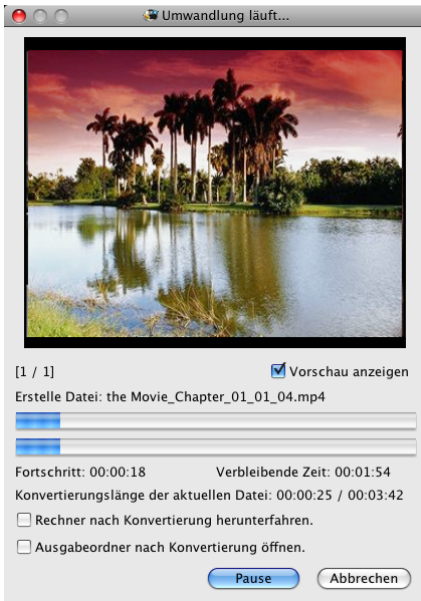 Umwandlung läuft...
[1 / 1] Vorschau anzeigen
Erstelle Datei: the Movie_Chapter_01_01_04.mp4
Fortschritt: 00:00:18 Verbleibende Zeit: 00:01:54
Konvertierungslänge der aktuellen Datei: 00:00:25 / 00:03:42
Rechner nach Konvertierung herunterfahren.
Ausgabeordner nach Konvertierung öffnen.
Pause Abbrechen